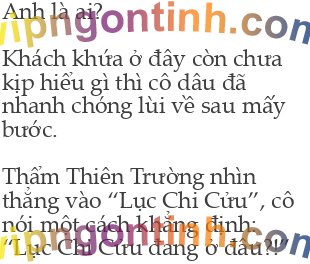 Anh là ai?
vipngontinh.com
Khách khứa ở đây còn chưa
kịp hiểu gì thì cô dâu đã
nhanh chóng lùi về sau mấy
bước.
Thẩm Thiên Trường nhìn
thẳng vào “Lục Chi Cửu”, cô
nói một cách khẳng định:
“Lục Chi Cửu đang ở đâu?!”
vipngontinh.com